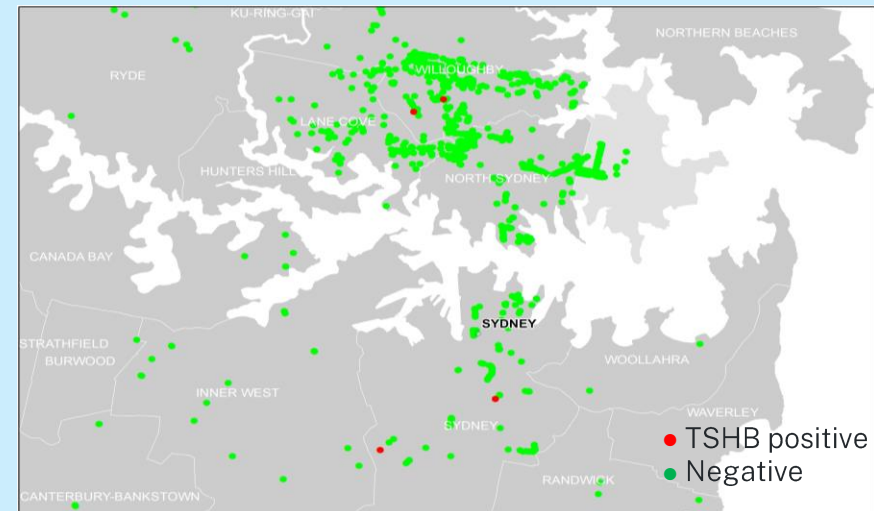 KU-RING-GAI
NORTHERN BEACHES
RYDE
WILLOUGHBY
LANE COVE
HUNTERS HILL
NORTH SYDNEY
CANADA BAY
SYDNEY
STRATHFIELD
BURWOOD
WOOLLAHRA
INNER WEST
WAVERLEY
SYDNEY
TSHB positive
Negative
RANDWICK
CANTERBURY-BANKSTOWN